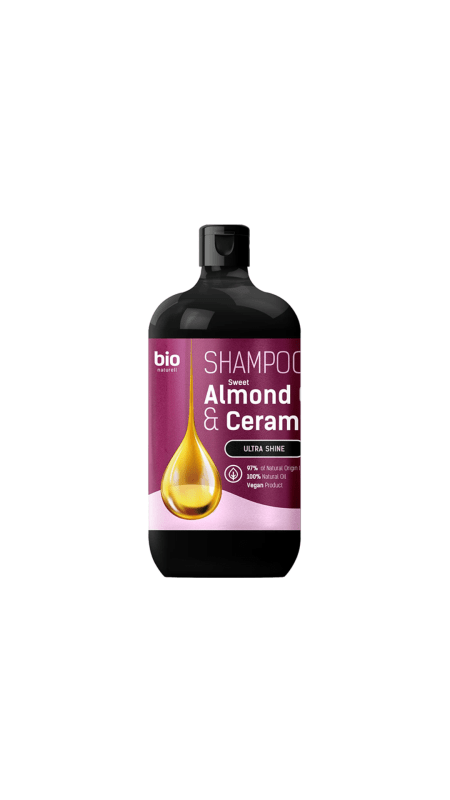 bio
naturell
SHAMPOO
Sweet
Almond
& Ceram
ULTRA SHINE
97% of Natural Origin
100% Natural Oil
Vegan Product